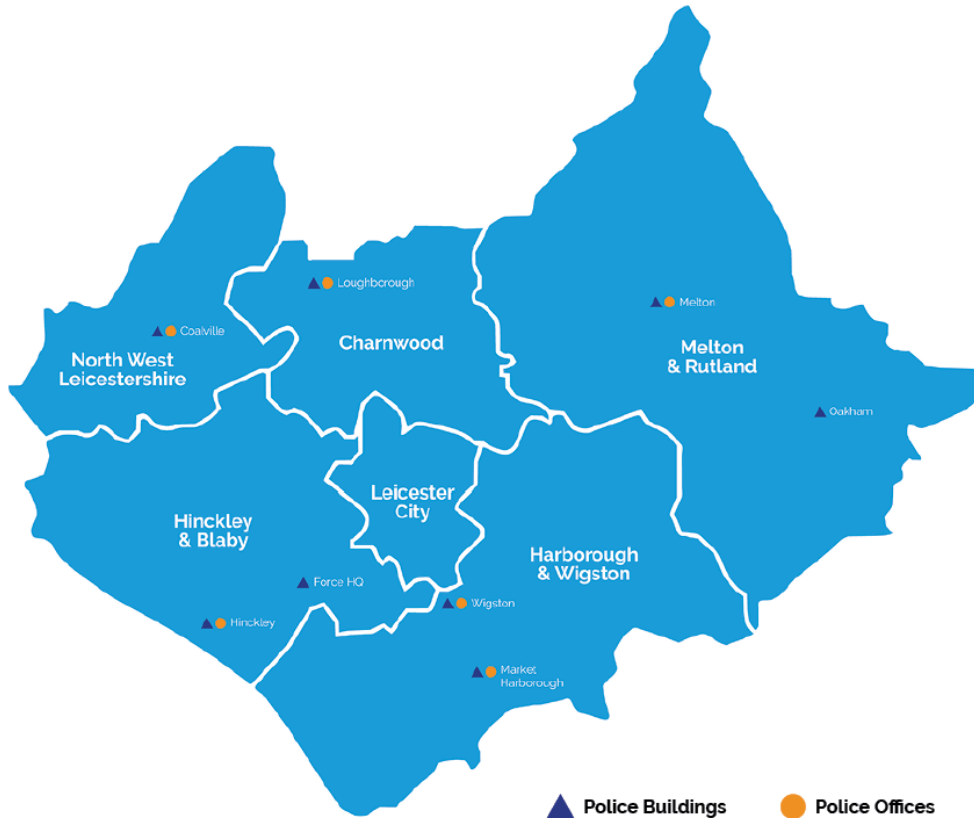 Loughborough
Charnwood
Coalville
North West
Leicestershire
Melton
Melton
& Rutland
Oakham
Leicester
City
Hinckley
& Blaby
Harborough
& Wigston
Force HQ
Wigston
Hinckley
Market
Harborough
Police Buildings
Police Offices